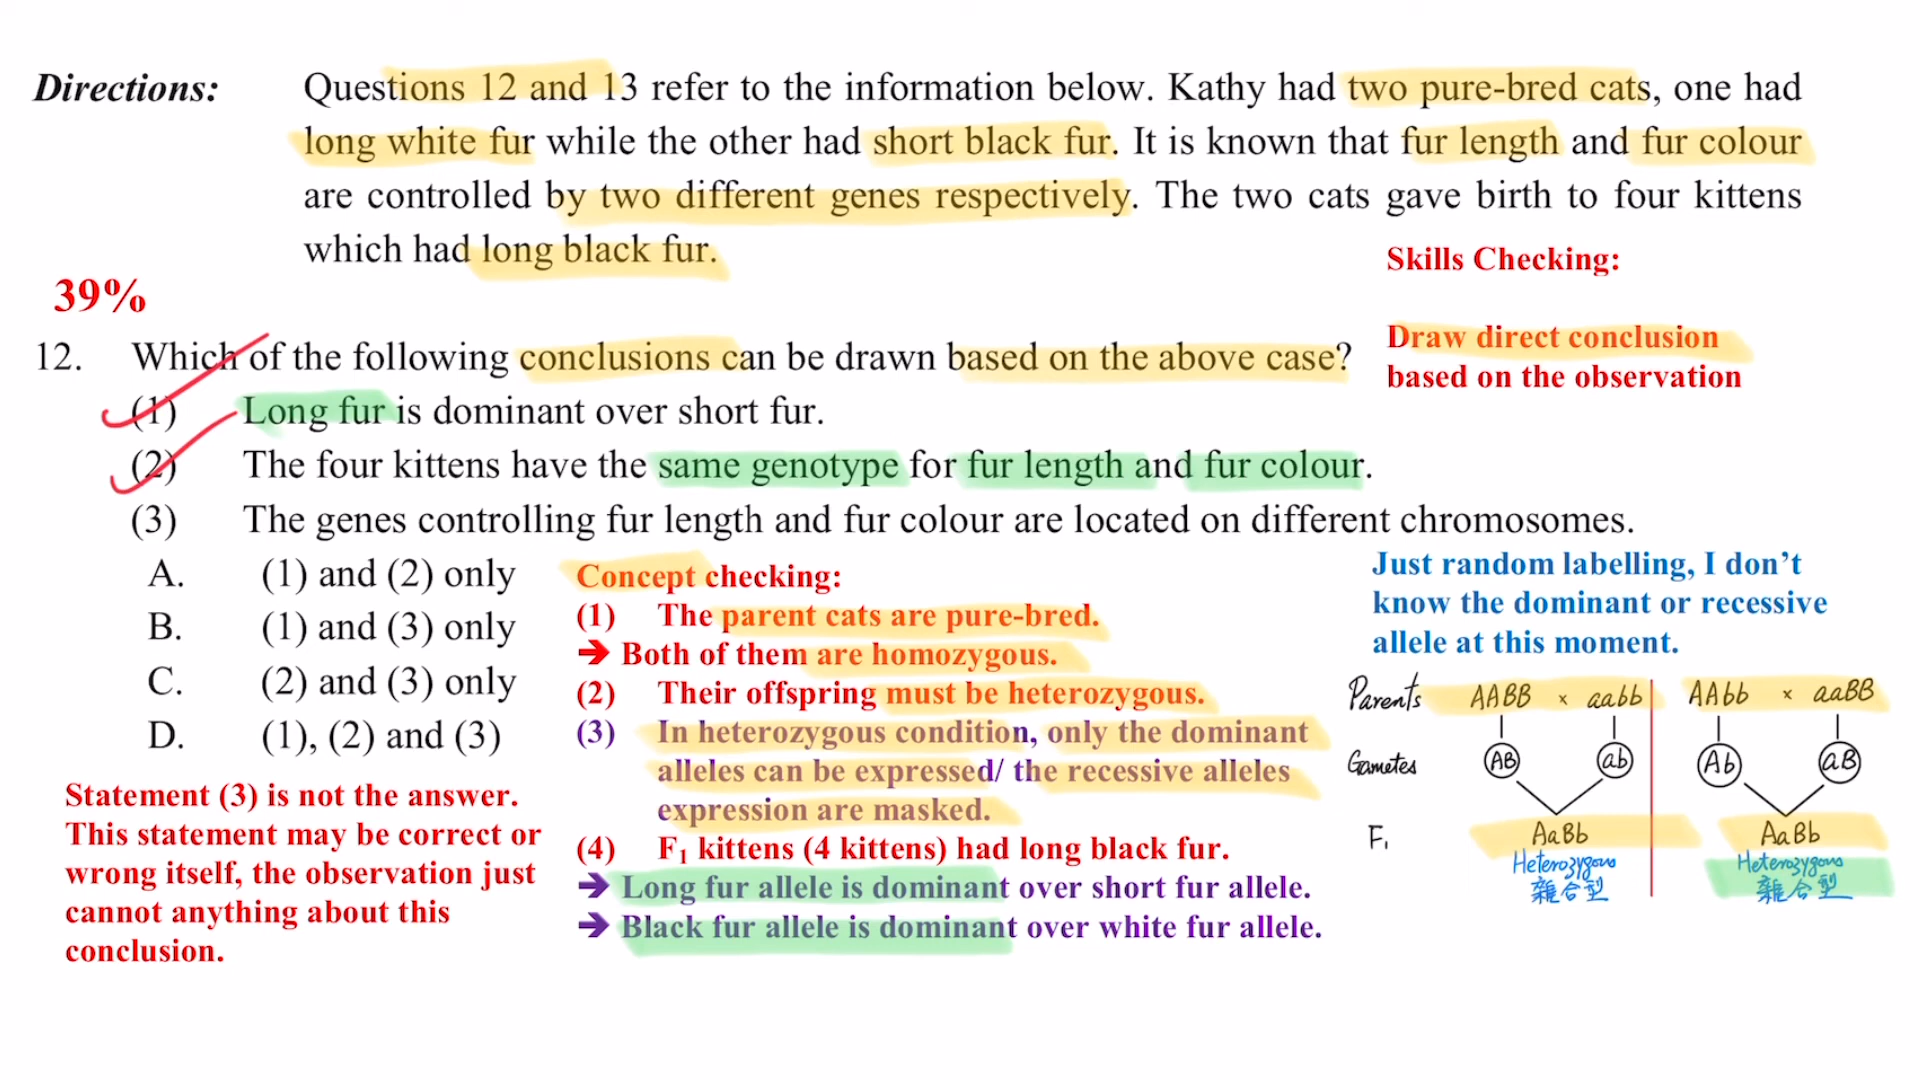 Directions: Questions 12 and 13 refer to the information below. Kathy had two pure-bred cats, one had
long white fur while the other had short black fur. It is known that fur length and fur colour
are controlled by two different genes respectively. The two cats gave birth to four kittens
which had long black fur.
Skills Checking:
39%
Draw direct conclusion
based on the observation
12. Which of the following conclusions can be drawn based on the above case?
(1) Long fur is dominant over short fur.
(2) The four kittens have the same genotype for fur length and fur colour.
(3) The genes controlling fur length and fur colour are located on different chromosomes.
A. (1) and (2) only
B. (1) and (3) only
C. (2) and (3) only
D. (1), (2) and (3)
Statement (3) is not the answer.
This statement may be correct or
wrong itself, the observation just
cannot anything about this
conclusion.
Concept checking:
(1) The parent cats are pure-bred.
➔ Both of them are homozygous.
(2) Their offspring must be heterozygous.
(3) In heterozygous condition, only the dominant
alleles can be expressed/ the recessive alleles
expression are masked.
(4) F₁ kittens (4 kittens) had long black fur.
➔ Long fur allele is dominant over short fur allele.
➔ Black fur allele is dominant over white fur allele.
Just random labelling, I don’t
know the dominant or recessive
allele at this moment.
Parents AABB × aabb AAbb × aaBB
Gametes AB ab Ab aB
F₁ AaBb AaBb
Heterozygous Heterozygous
雜合型 雜合型